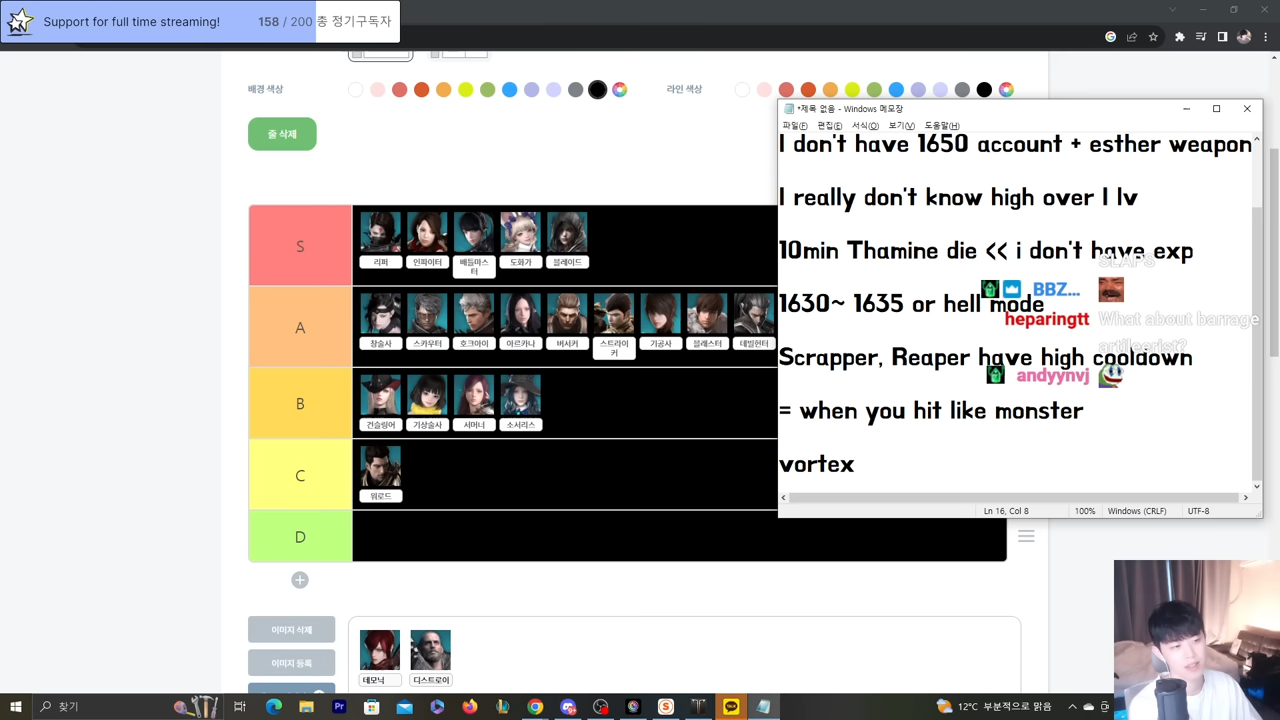 Support for full time streaming!
158 / 200 총 정기구독자
배경 색상
라인 색상
줄 삭제
*제목 없음 - Windows 메모장
파일(F) 편집(E) 서식(O) 보기(V) 도움말(H)
I don't have 1650 account + esther weapon
I really don't know high over I lv
10min Thamine die << i don't have exp
SLAPS
BBZ...
1630~ 1635 or hell mode
heparingtt What about barrage
artilleriest?
Scrapper, Reaper have high cooldown
andyynvj
= when you hit like monster
vortex
Ln 16, Col 8
100%
Windows (CRLF)
UTF-8
S
리퍼
인파이터
배틀마스
터
도화가
블레이드
A
창술사
스카우터
호크아이
아르카나
버서커
스트라이
커
기공사
블래스터
데빌헌터
B
건슬링어
기상술사
서머너
소서리스
C
워로드
D
이미지 삭제
이미지 등록
데모닉
디스트로이
찾기
12°C 부분적으로 맑음